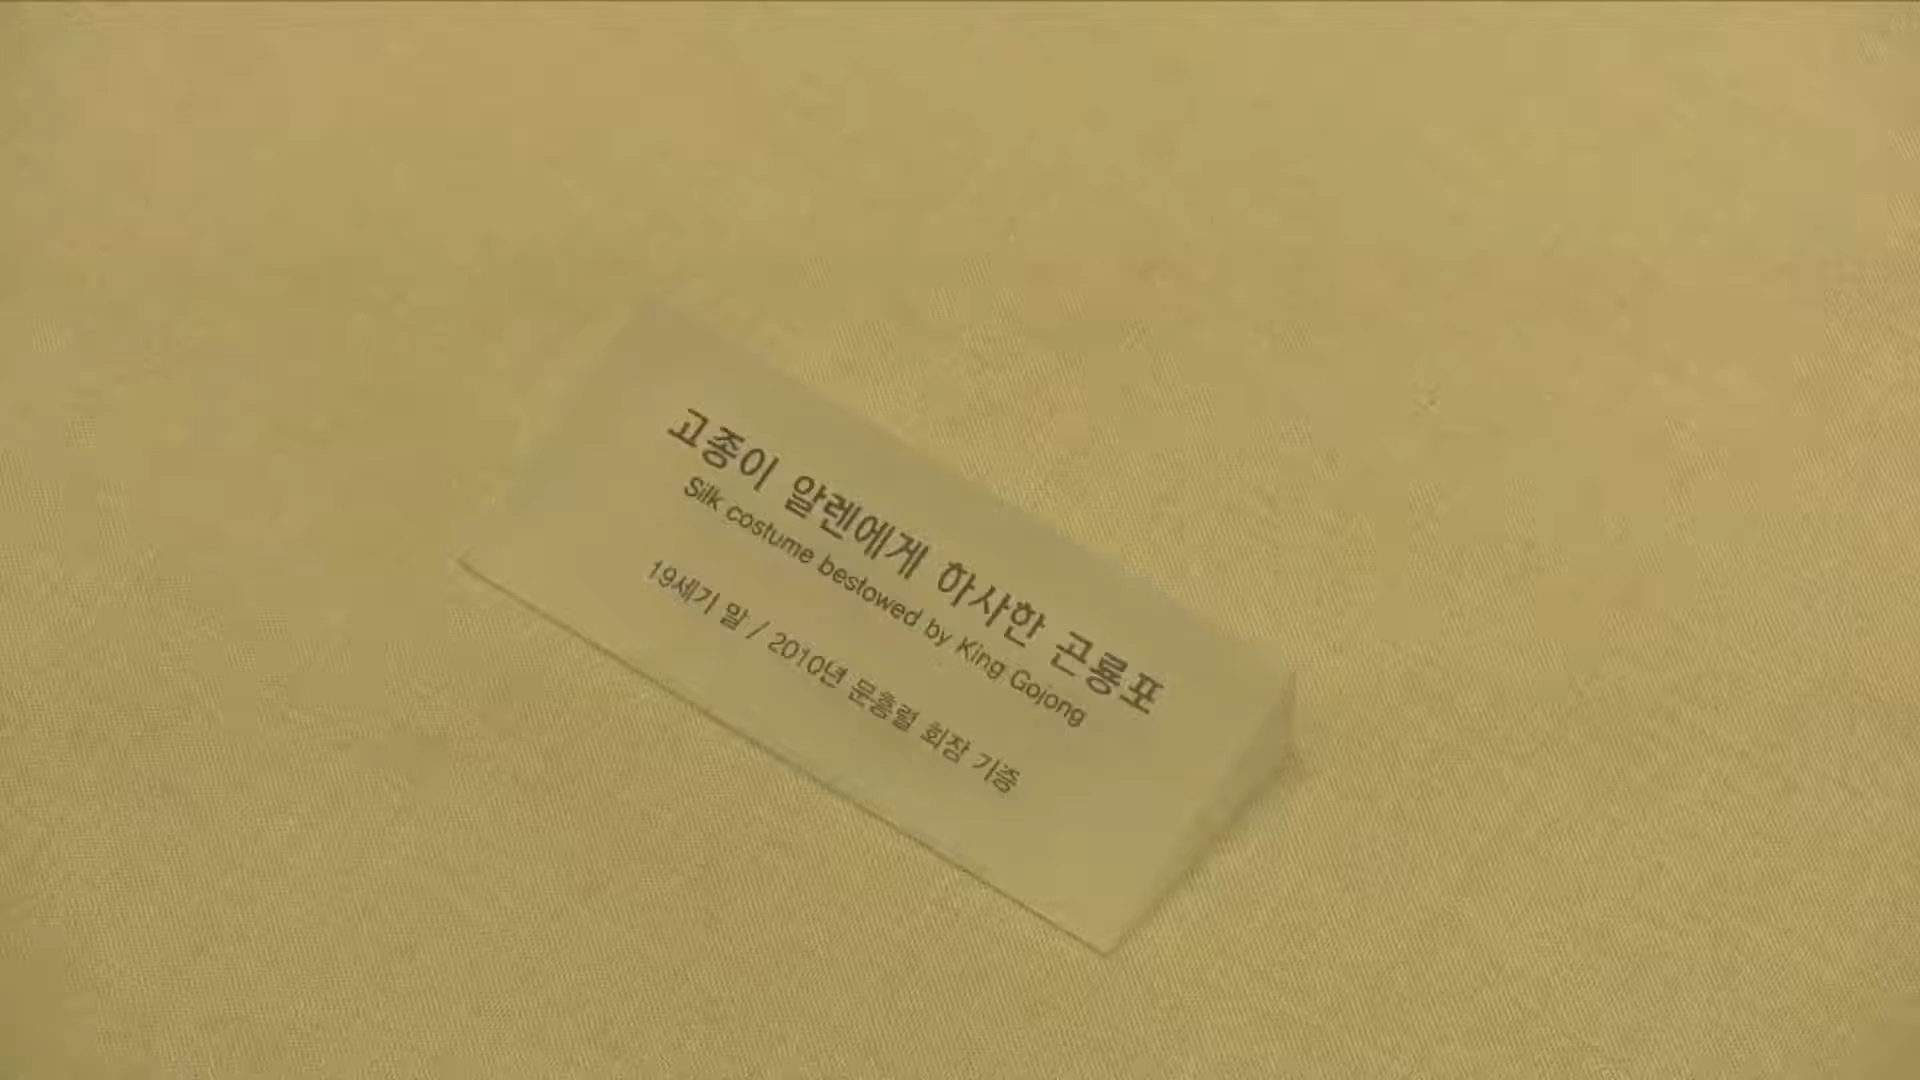 고종이 알렌에게 하사한 곤룡포
Silk costume bestowed by King Gojong
19세기 말 / 2010년 문흥렬 회장 기증